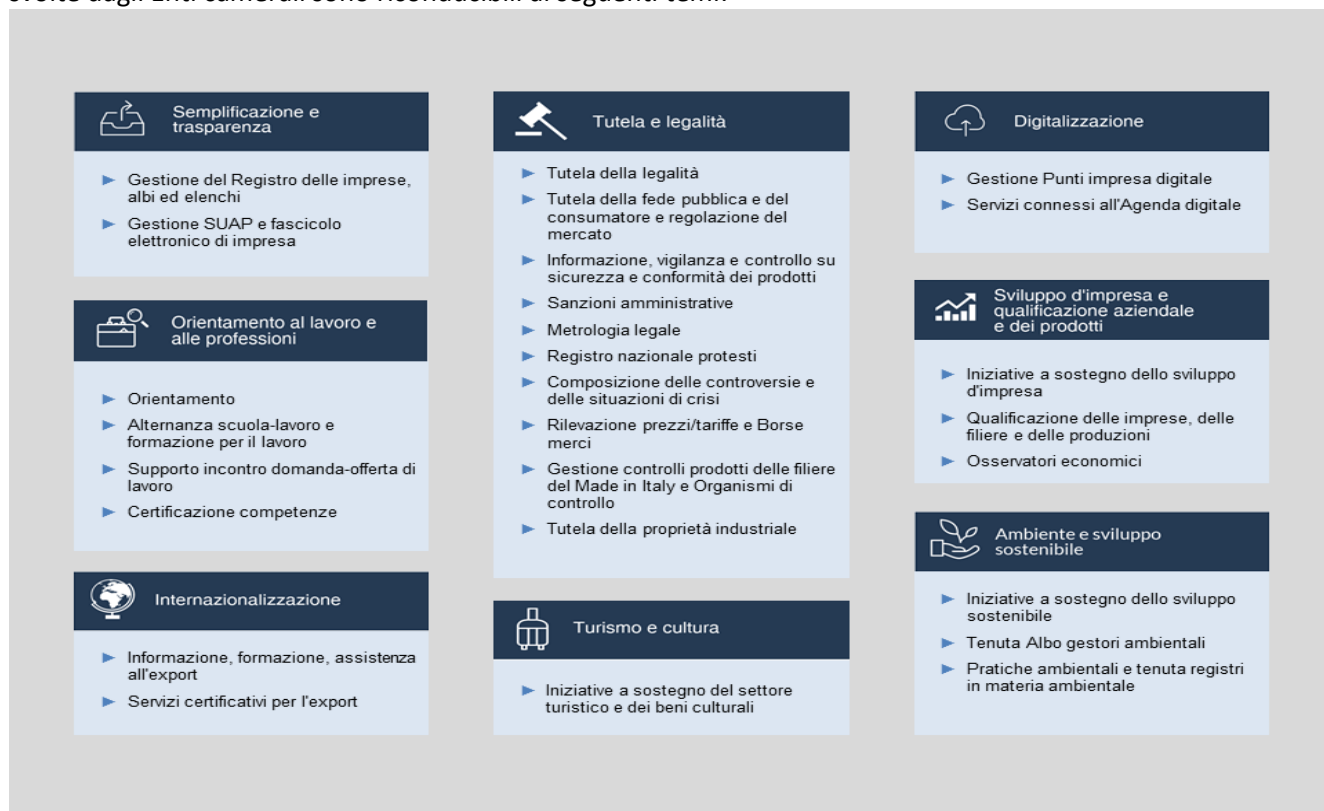 svolte dagli Enti camerali sono riconducibili ai seguenti temi:
Semplificazione e
trasparenza
Gestione del Registro delle imprese,
albi ed elenchi
Gestione SUAP e fascicolo
elettronico di impresa
Orientamento al lavoro e
alle professioni
Orientamento
Alternanza scuola-lavoro e
formazione per il lavoro
Supporto incontro domanda-offerta di
lavoro
Certificazione competenze
Internazionalizzazione
Informazione, formazione, assistenza
all'export
Servizi certificativi per l'export
Tutela e legalità
Tutela della legalità
Tutela della fede pubblica e del
consumatore e regolazione del
mercato
Informazione, vigilanza e controllo su
sicurezza e conformità dei prodotti
Sanzioni amministrative
Metrologia legale
Registro nazionale protesti
Composizione delle controversie e
delle situazioni di crisi
Rilevazione prezzi/tariffe e Borse
merci
Gestione controlli prodotti delle filiere
del Made in Italy e Organismi di
controllo
Tutela della proprietà industriale
Turismo e cultura
Iniziative a sostegno del settore
turistico e dei beni culturali
Digitalizzazione
Gestione Punti impresa digitale
Servizi connessi all'Agenda digitale
Sviluppo d'impresa e
qualificazione aziendale
e dei prodotti
Iniziative a sostegno dello sviluppo
d'impresa
Qualificazione delle imprese, delle
filiere e delle produzioni
Osservatori economici
Ambiente e sviluppo
sostenibile
Iniziative a sostegno dello sviluppo
sostenibile
Tenuta Albo gestori ambientali
Pratiche ambientali e tenuta registri
in materia ambientale